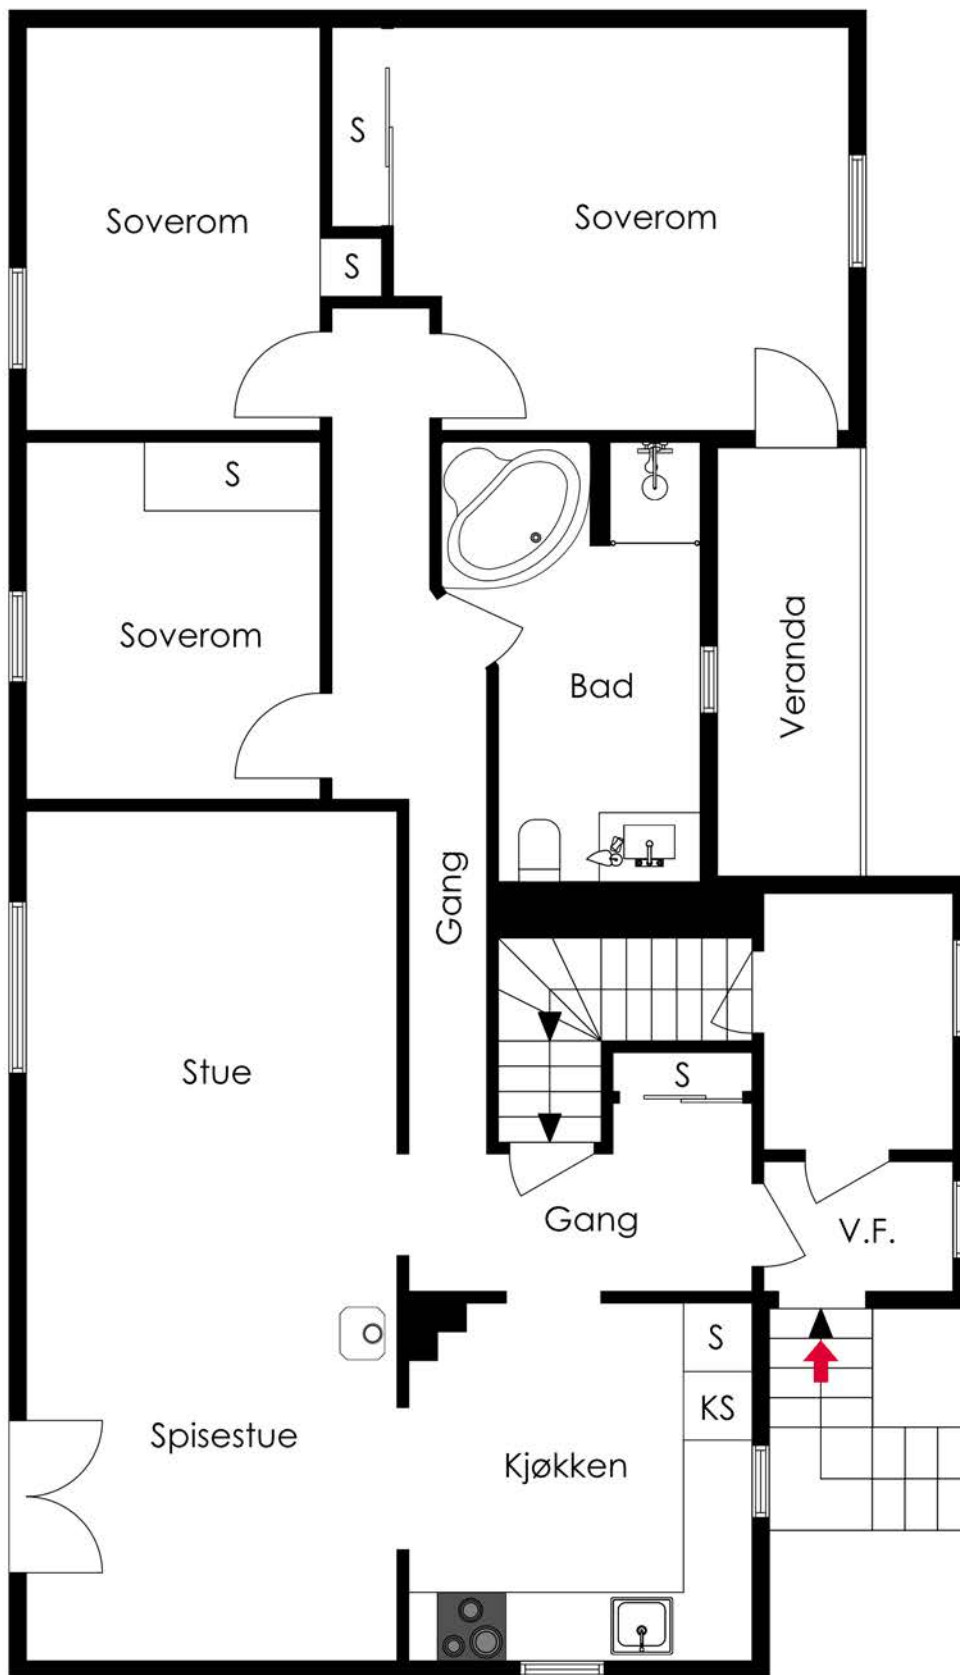 S
Soverom
Soverom
S
S
Soverom
Bad
Veranda
Gang
Stue
S
Gang
V.F.
S
KS
Spisestue
Kjøkken